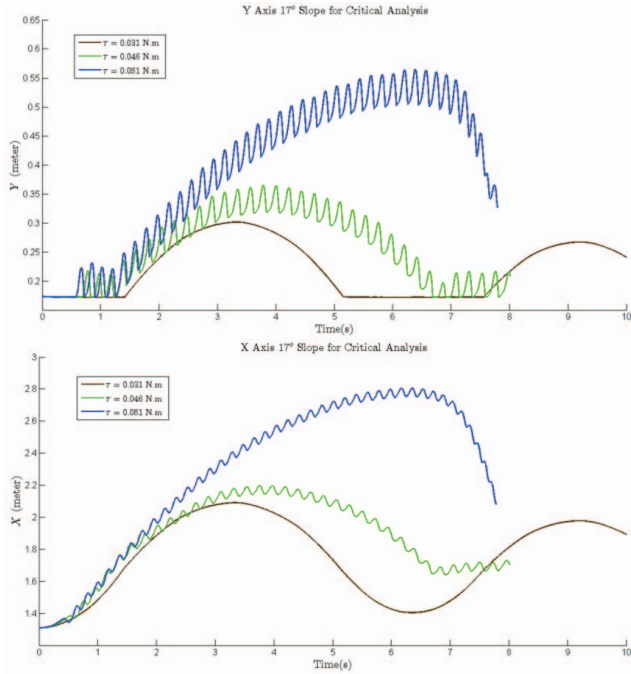 Y Axis 17° Slope for Critical Analysis
0.65
0.6
0.55
0.5
0.45
0.4
0.35
0.3
0.25
0.2
Y (meter)
τ = 0.031 N.m
τ = 0.046 N.m
τ = 0.051 N.m
0 1 2 3 4 5 6 7 8 9 10
Time(s)
X Axis 17° Slope for Critical Analysis
3
2.8
2.6
2.4
2.2
2
1.8
1.6
1.4
X (meter)
τ = 0.031 N.m
τ = 0.046 N.m
τ = 0.051 N.m
0 1 2 3 4 5 6 7 8 9 10
Time(s)